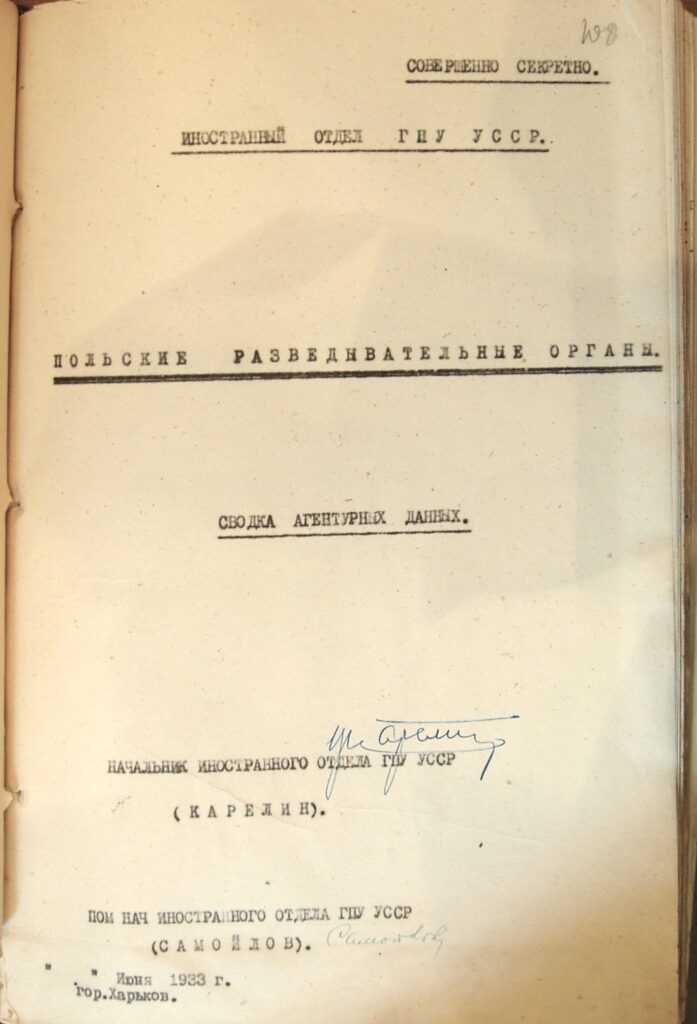 СОВЕРШЕННО СЕКРЕТНО.
ИНОСТРАННЫЙ ОТДЕЛ ГПУ УССР.
ПОЛЬСКИЕ РАЗВЕДЫВАТЕЛЬНЫЕ ОРГАНЫ.
СВОДКА АГЕНТУРНЫХ ДАННЫХ.
НАЧАЛЬНИК ИНОСТРАННОГО ОТДЕЛА ГПУ УССР
(КАРЕЛИН).
ПОМ НАЧ ИНОСТРАННОГО ОТДЕЛА ГПУ УССР
(САМОЙЛОВ). Самойлов
" " Июня 1933 г.
гор.Харьков.